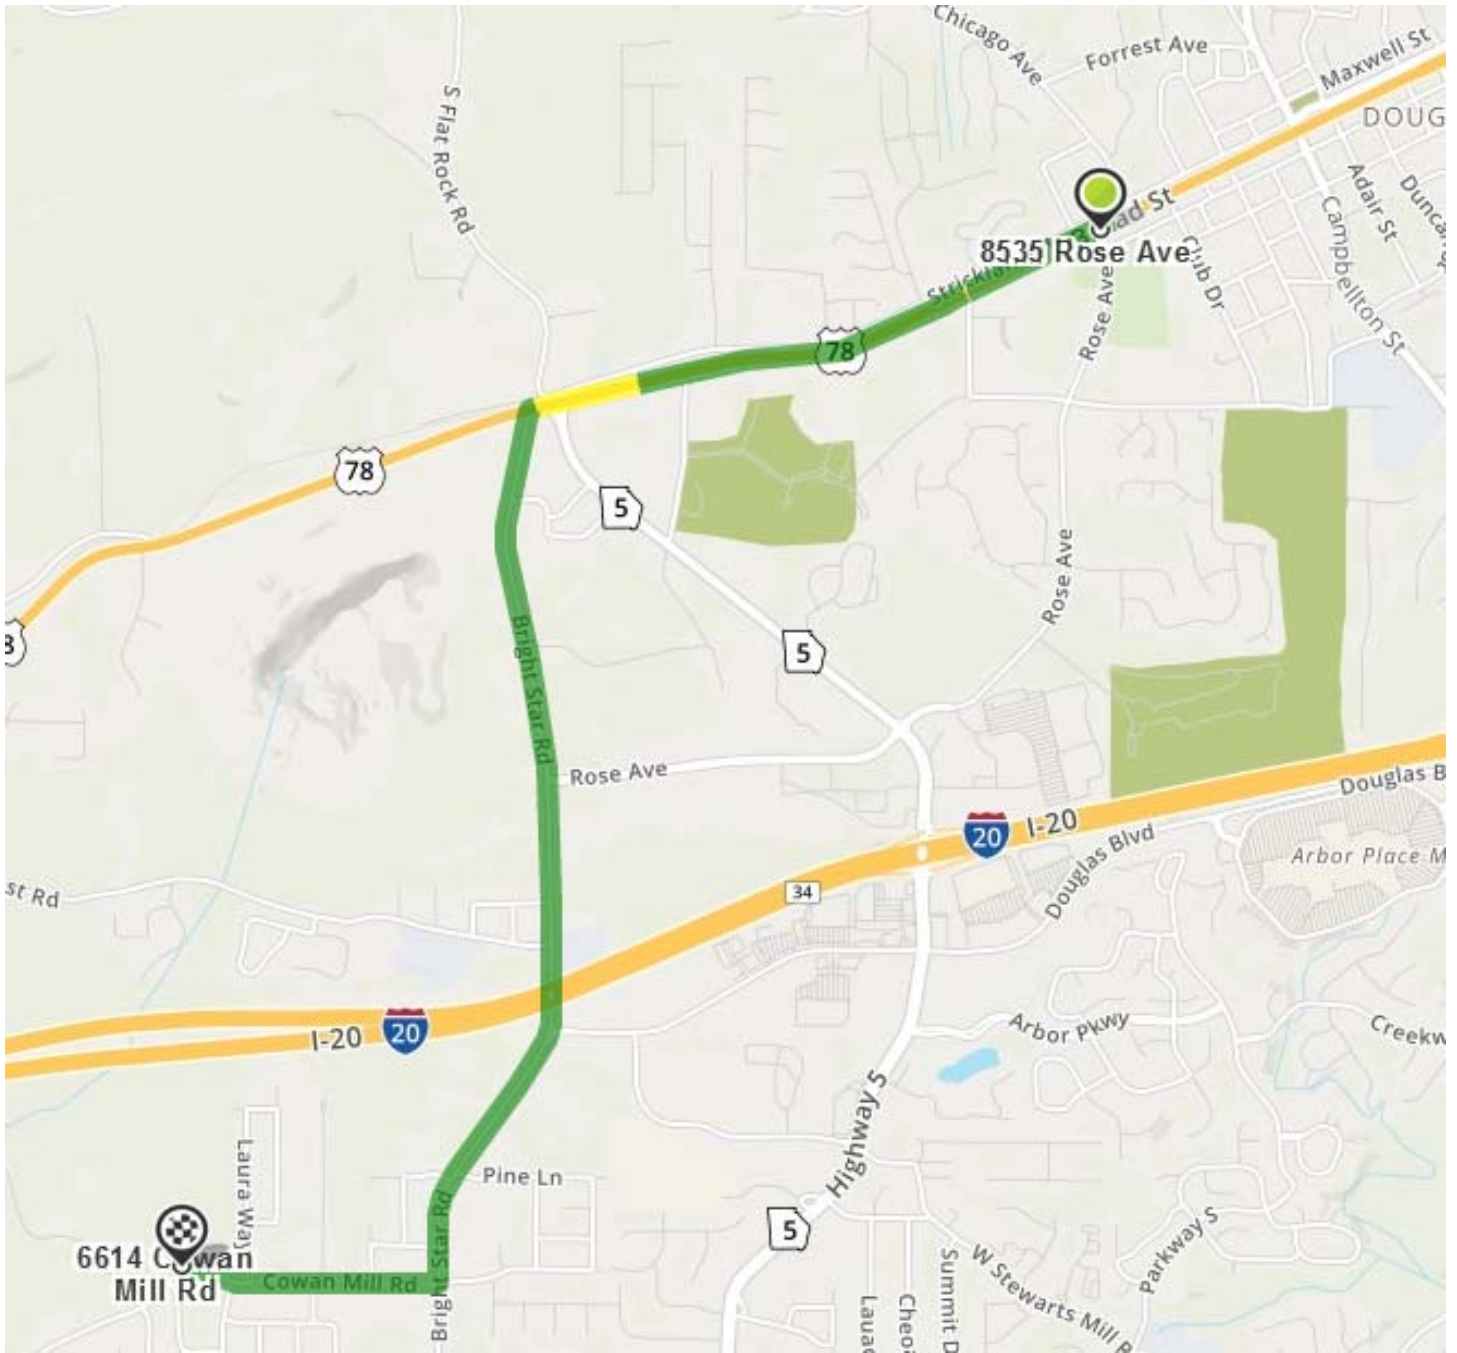 Chicago Ave
Forrest Ave
Maxwell St
DOUG
S Flat Rock Rd
Adair St
Campbellton St
8535 Rose Ave
Club Dr
Rose Ave
78
78
5
Rose Ave
5
Bright Star Rd
Rose Ave
Douglas B
20
I-20
Douglas Blvd
Arbor Place M
34
st Rd
I-20
20
Arbor Pkwy
Creekw
Highway 5
Laura Way
Pine Ln
Bright Star Rd
5
Parkway S
6614 Cowan
Mill Rd
Cowan Mill Rd
W Stewarts Mill R
Summit D